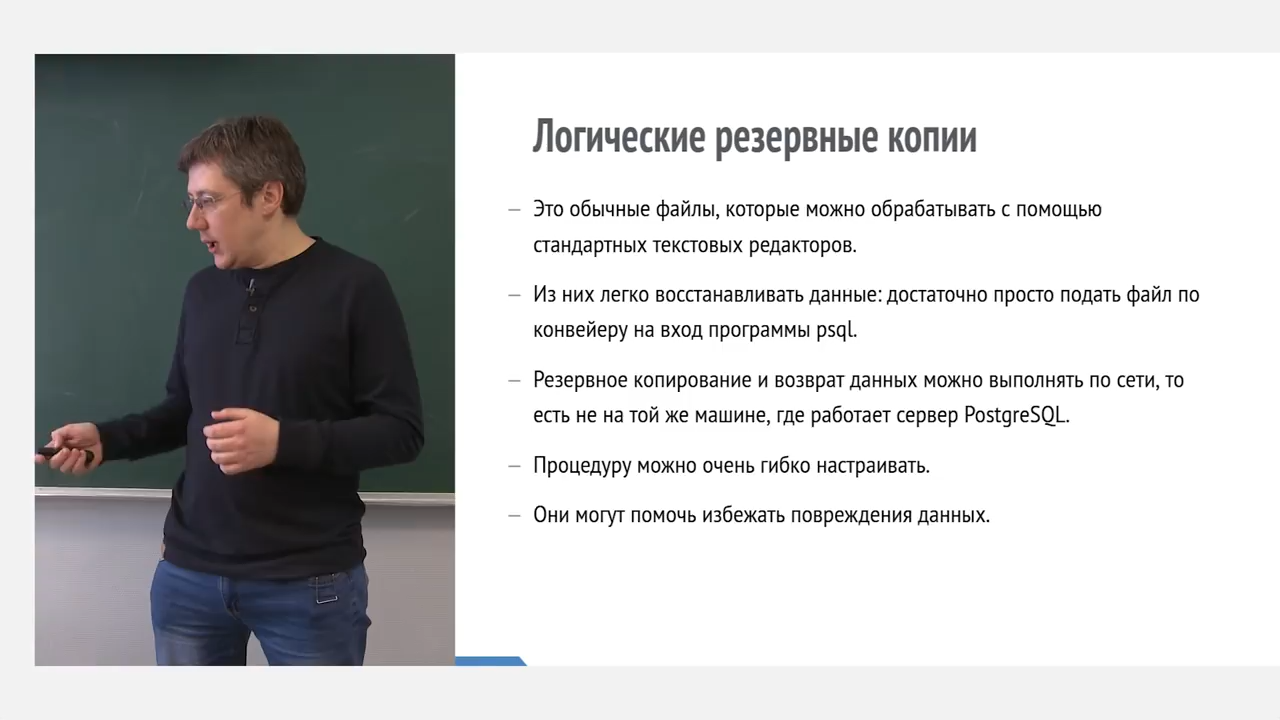 Логические резервные копии
— Это обычные файлы, которые можно обрабатывать с помощью
стандартных текстовых редакторов.
— Из них легко восстанавливать данные: достаточно просто подать файл по
конвейеру на вход программы psql.
— Резервное копирование и возврат данных можно выполнять по сети, то
есть не на той же машине, где работает сервер PostgreSQL.
— Процедуру можно очень гибко настраивать.
— Они могут помочь избежать повреждения данных.